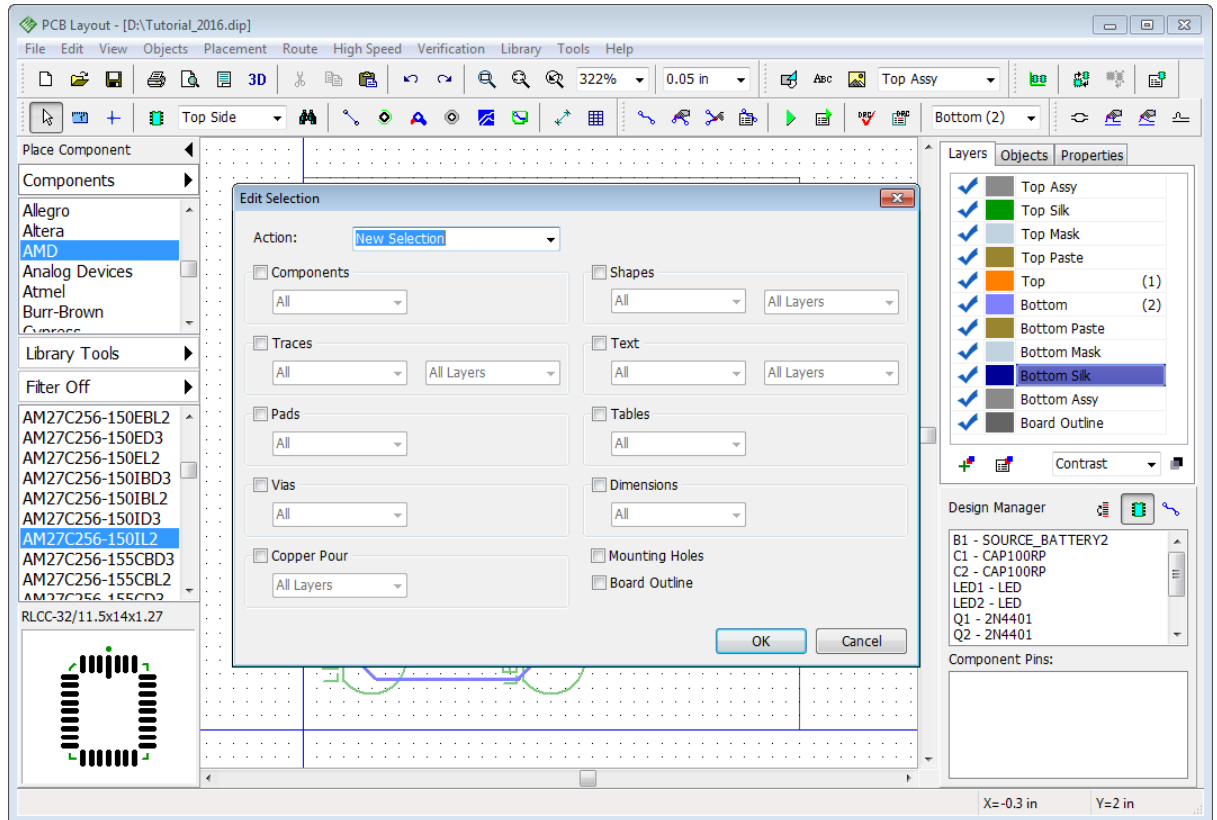 PCB Layout - [D:\Tutorial_2016.dip]
File Edit View Objects Placement Route High Speed Verification Library Tools Help
3D 322% 0.05 in ABC Top Assy
Top Side A DRC DRC Bottom (2)
Place Component
Components
Allegro
Altera
AMD
Analog Devices
Atmel
Burr-Brown
Cypress
Library Tools
Filter Off
AM27C256-150EBL2
AM27C256-150ED3
AM27C256-150EL2
AM27C256-150IBD3
AM27C256-150IBL2
AM27C256-150ID3
AM27C256-150IL2
AM27C256-155CBD3
AM27C256-155CBL2
AM27C256-155CD3
RLCC-32/11.5x14x1.27
Edit Selection
Action: New Selection
Components
All
Traces
All All Layers
Pads
All
Vias
All
Copper Pour
All Layers
Shapes
All All Layers
Text
All All Layers
Tables
All
Dimensions
All
Mounting Holes
Board Outline
OK Cancel
Layers Objects Properties
Top Assy
Top Silk
Top Mask
Top Paste
Top (1)
Bottom (2)
Bottom Paste
Bottom Mask
Bottom Silk
Bottom Assy
Board Outline
Contrast
Design Manager
B1 - SOURCE_BATTERY2
C1 - CAP100RP
C2 - CAP100RP
LED1 - LED
LED2 - LED
Q1 - 2N4401
Q2 - 2N4401
Component Pins:
X=-0.3 in Y=2 in